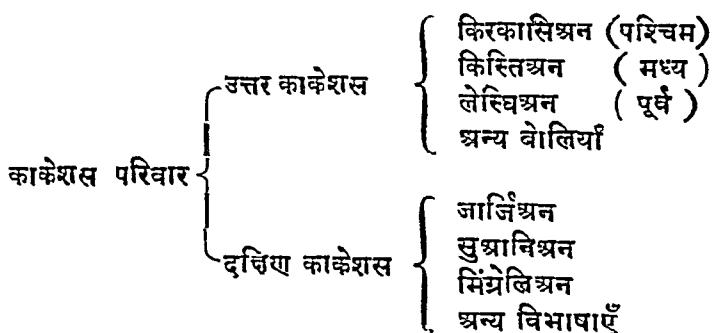 किरकासिअन (पश्चिम)
किस्तिअन ( मध्य )
उत्तर काकेशस
लेस्घिअन ( पूर्व )
अन्य बोलियाँ
काकेशस परिवार
जार्जिअन
सुआनिअन
दक्षिण काकेशस
मिंग्रेलिअन
अन्य विभाषाएँ